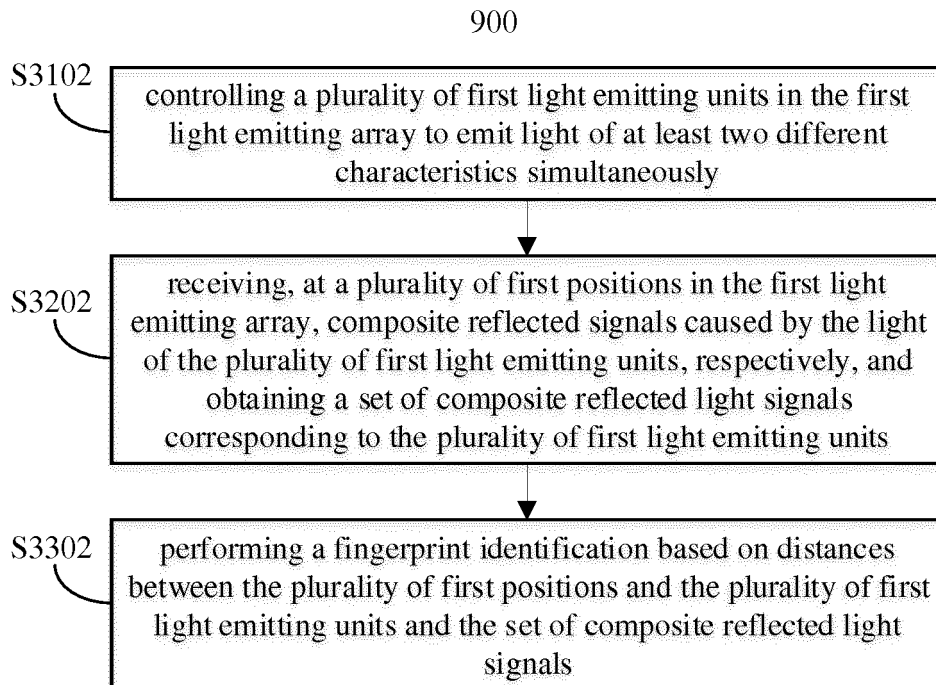 900
S3102
controlling a plurality of first light emitting units in the first
light emitting array to emit light of at least two different
characteristics simultaneously
S3202
receiving, at a plurality of first positions in the first light
emitting array, composite reflected signals caused by the light
of the plurality of first light emitting units, respectively, and
obtaining a set of composite reflected light signals
corresponding to the plurality of first light emitting units
S3302
performing a fingerprint identification based on distances
between the plurality of first positions and the plurality of first
light emitting units and the set of composite reflected light
signals